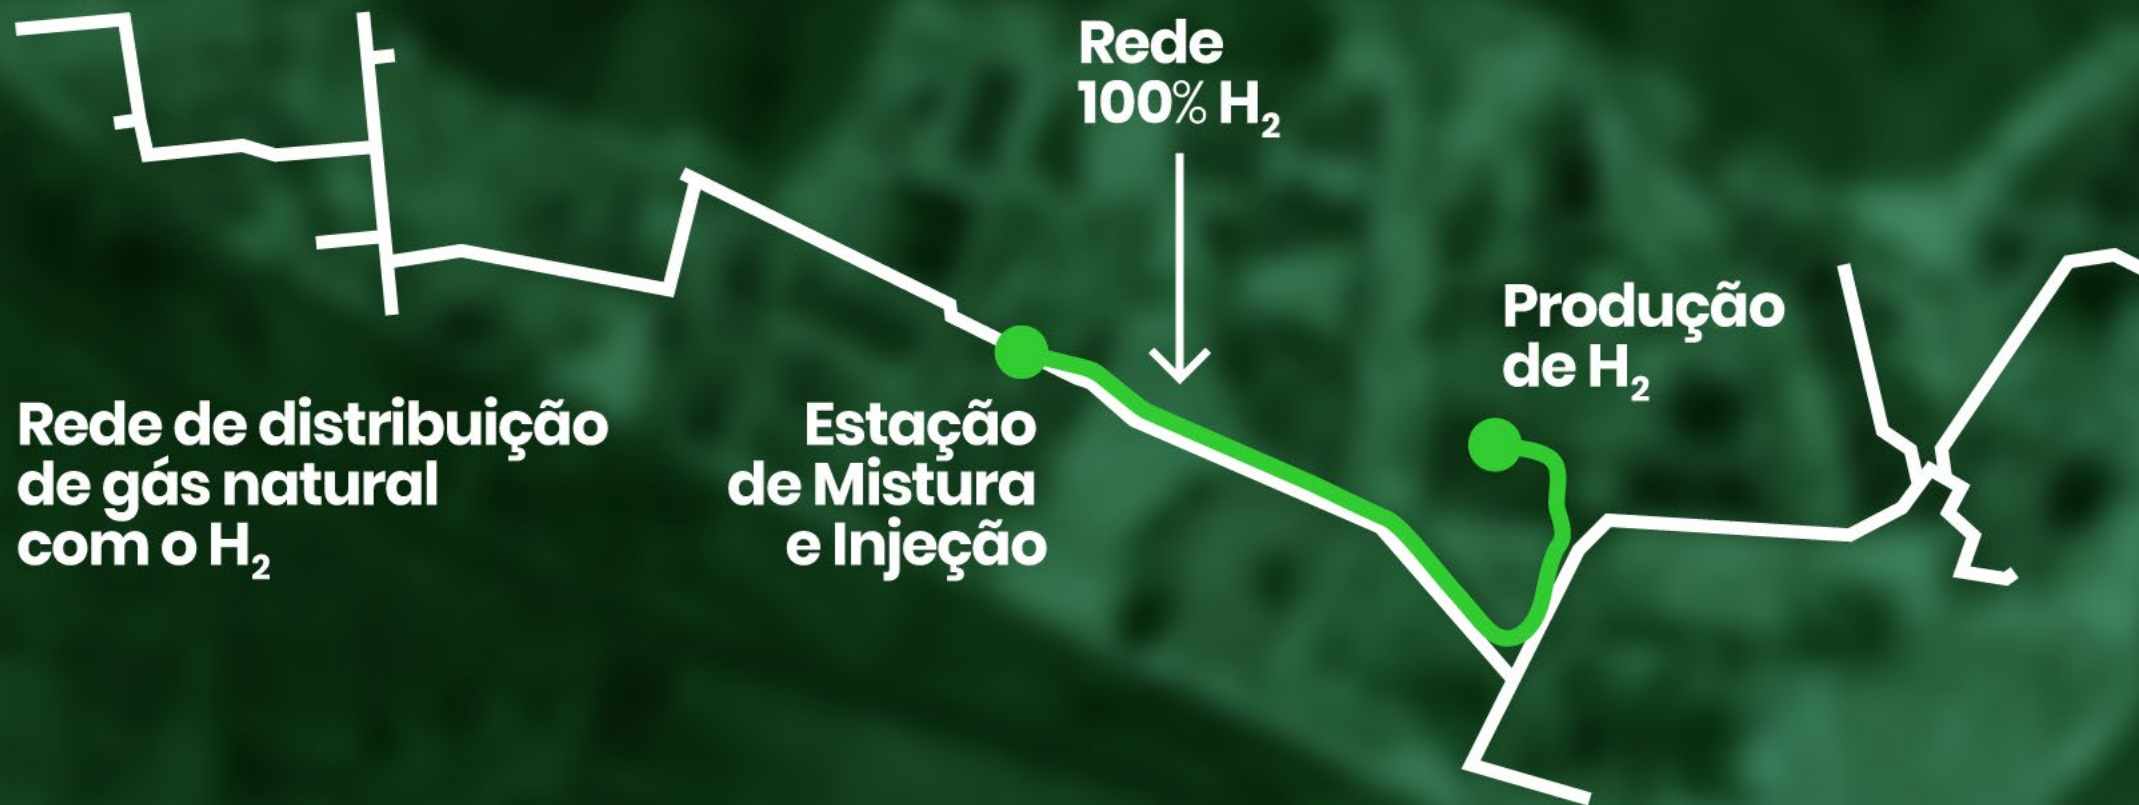 Rede
100% H₂
Produção
de H₂
Rede de distribuição
de gás natural
com o H₂
Estação
de Mistura
e Injeção